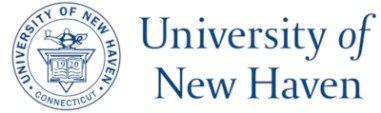 UNIVERSITY OF NEW HAVEN
1920
CONNECTICUT
University of
New Haven